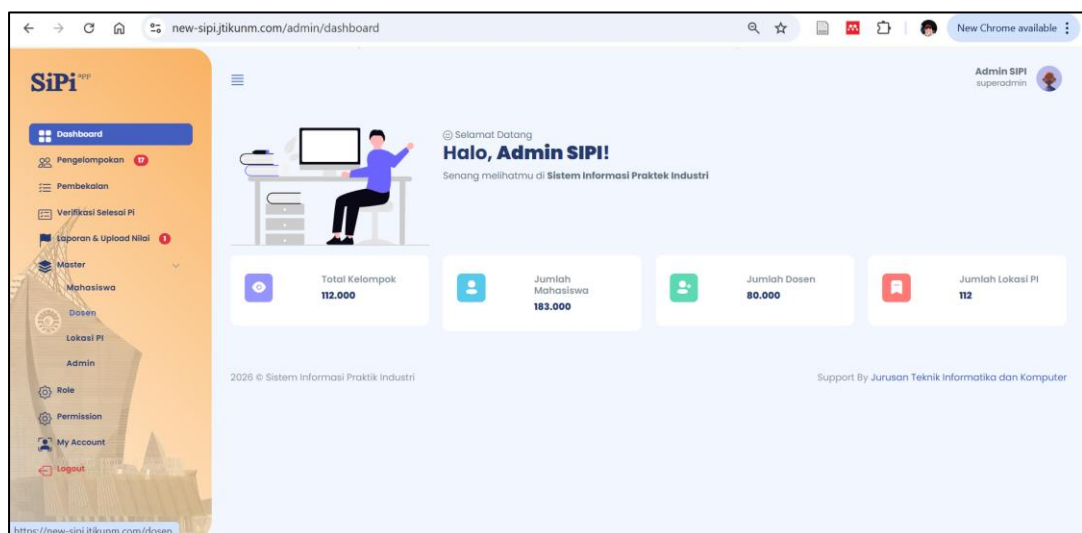 new-sipi.jtikunm.com/admin/dashboard
New Chrome available
SiPi app
Admin SIPI
superadmin
Dashboard
Pengelompokan 17
Pembekalan
Verifikasi Selesai Pi
Laporan & Upload Nilai 1
Master
Mahasiswa
Dosen
Lokasi PI
Admin
Role
Permission
My Account
Logout
Selamat Datang
Halo, Admin SIPI!
Senang melihatmu di Sistem Informasi Praktek Industri
Total Kelompok
112.000
Jumlah
Mahasiswa
183.000
Jumlah Dosen
80.000
Jumlah Lokasi PI
112
2026 © Sistem Informasi Praktik Industri
Support By Jurusan Teknik Informatika dan Komputer
https://new-sipi.jtikunm.com/dosen